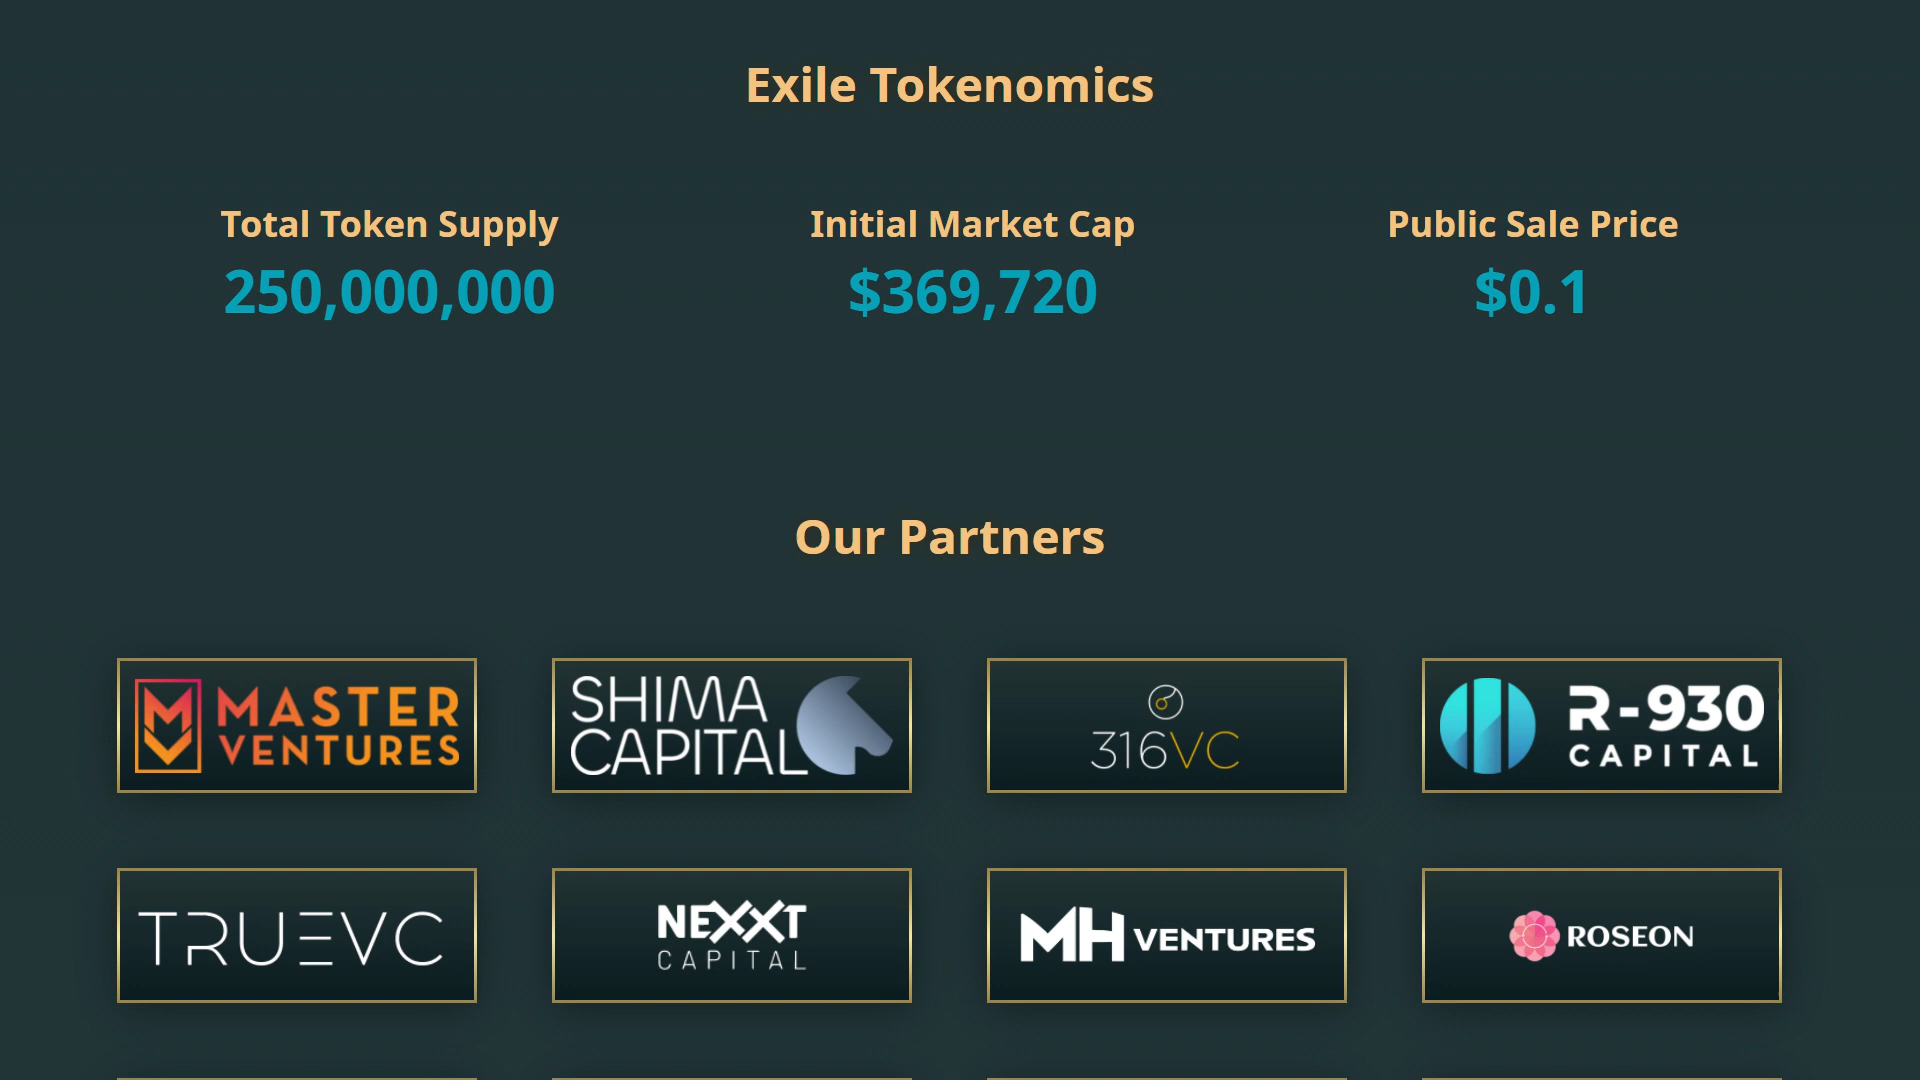 Exile Tokenomics
Total Token Supply
Initial Market Cap
Public Sale Price
250,000,000
$369,720
$0.1
Our Partners
MASTER
VENTURES
SHIMA
CAPITAL
316VC
R-930
CAPITAL
TRUEVC
NEXXT
CAPITAL
MH VENTURES
ROSEON